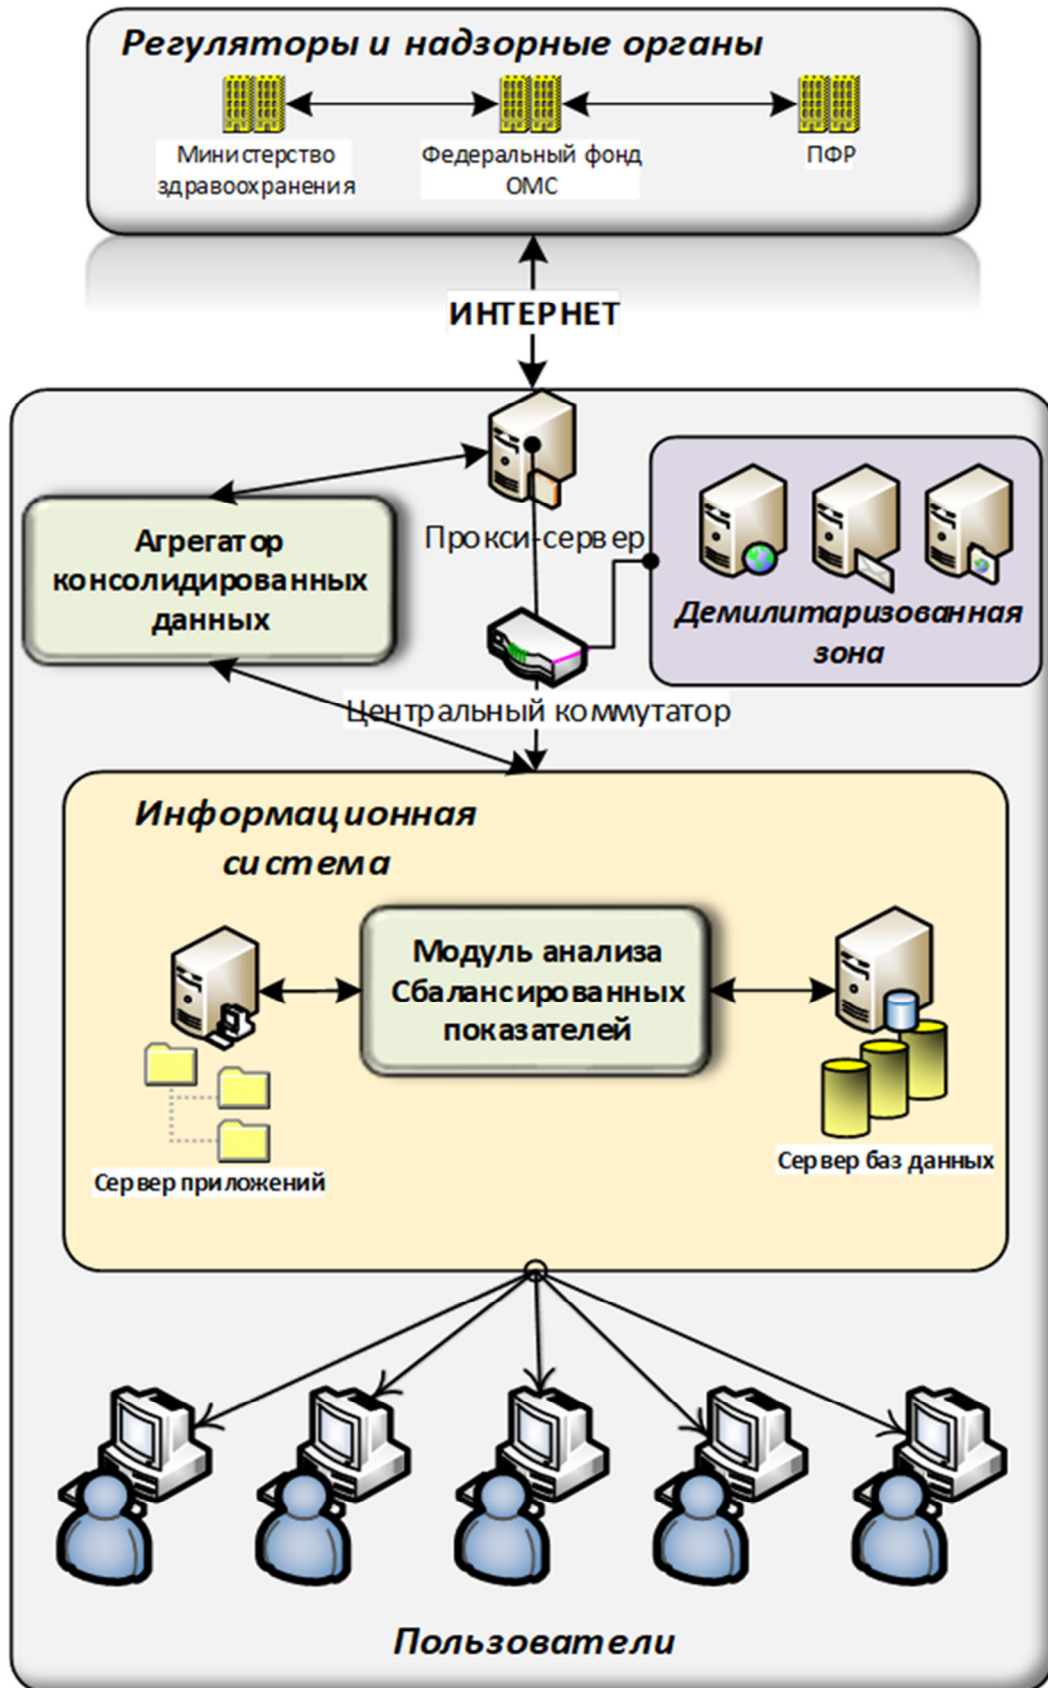 Регуляторы и надзорные органы
Министерство
здравоохранения
Федеральный фонд
ОМС
ПФР
ИНТЕРНЕТ
Прокси-сервер
Агрегатор
консолидированных
данных
Демилитаризованная
зона
Центральный коммутатор
Информационная
система
Модуль анализа
Сбалансированных
показателей
Сервер приложений
Сервер баз данных
Пользователи